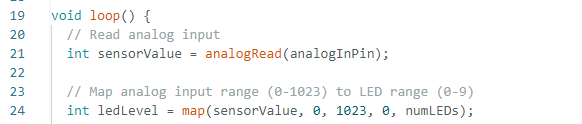 19 void loop() {
20 // Read analog input
21 int sensorValue = analogRead(analogInPin);
22
23 // Map analog input range (0-1023) to LED range (0-9)
24 int ledLevel = map(sensorValue, 0, 1023, 0, numLEDs);